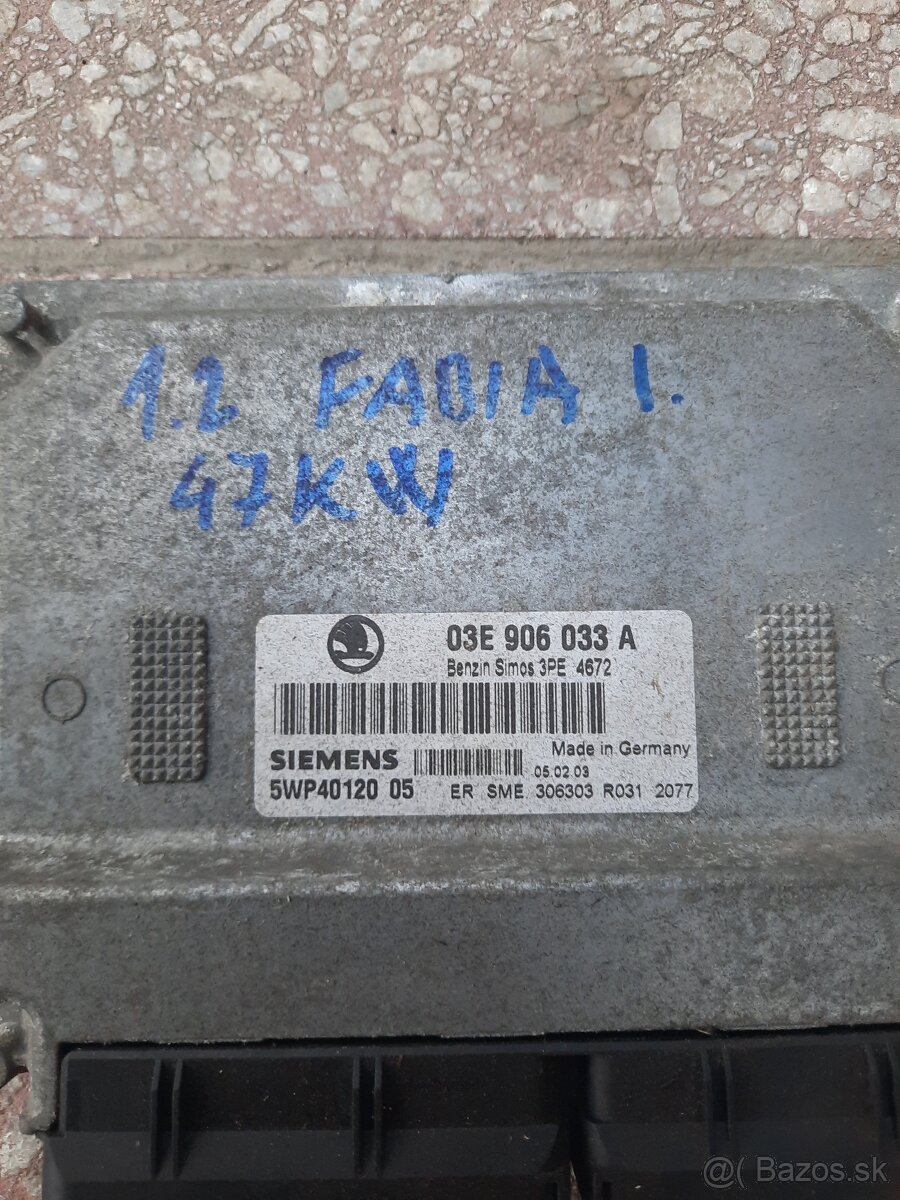 1.2 FABIA I.
47KW
03E 906 033 A
Benzin Simos 3PE 4672
SIEMENS
Made in Germany
05.02.03
5WP40120 05
ER SME 306303 R031 2077
@( Bazos.sk